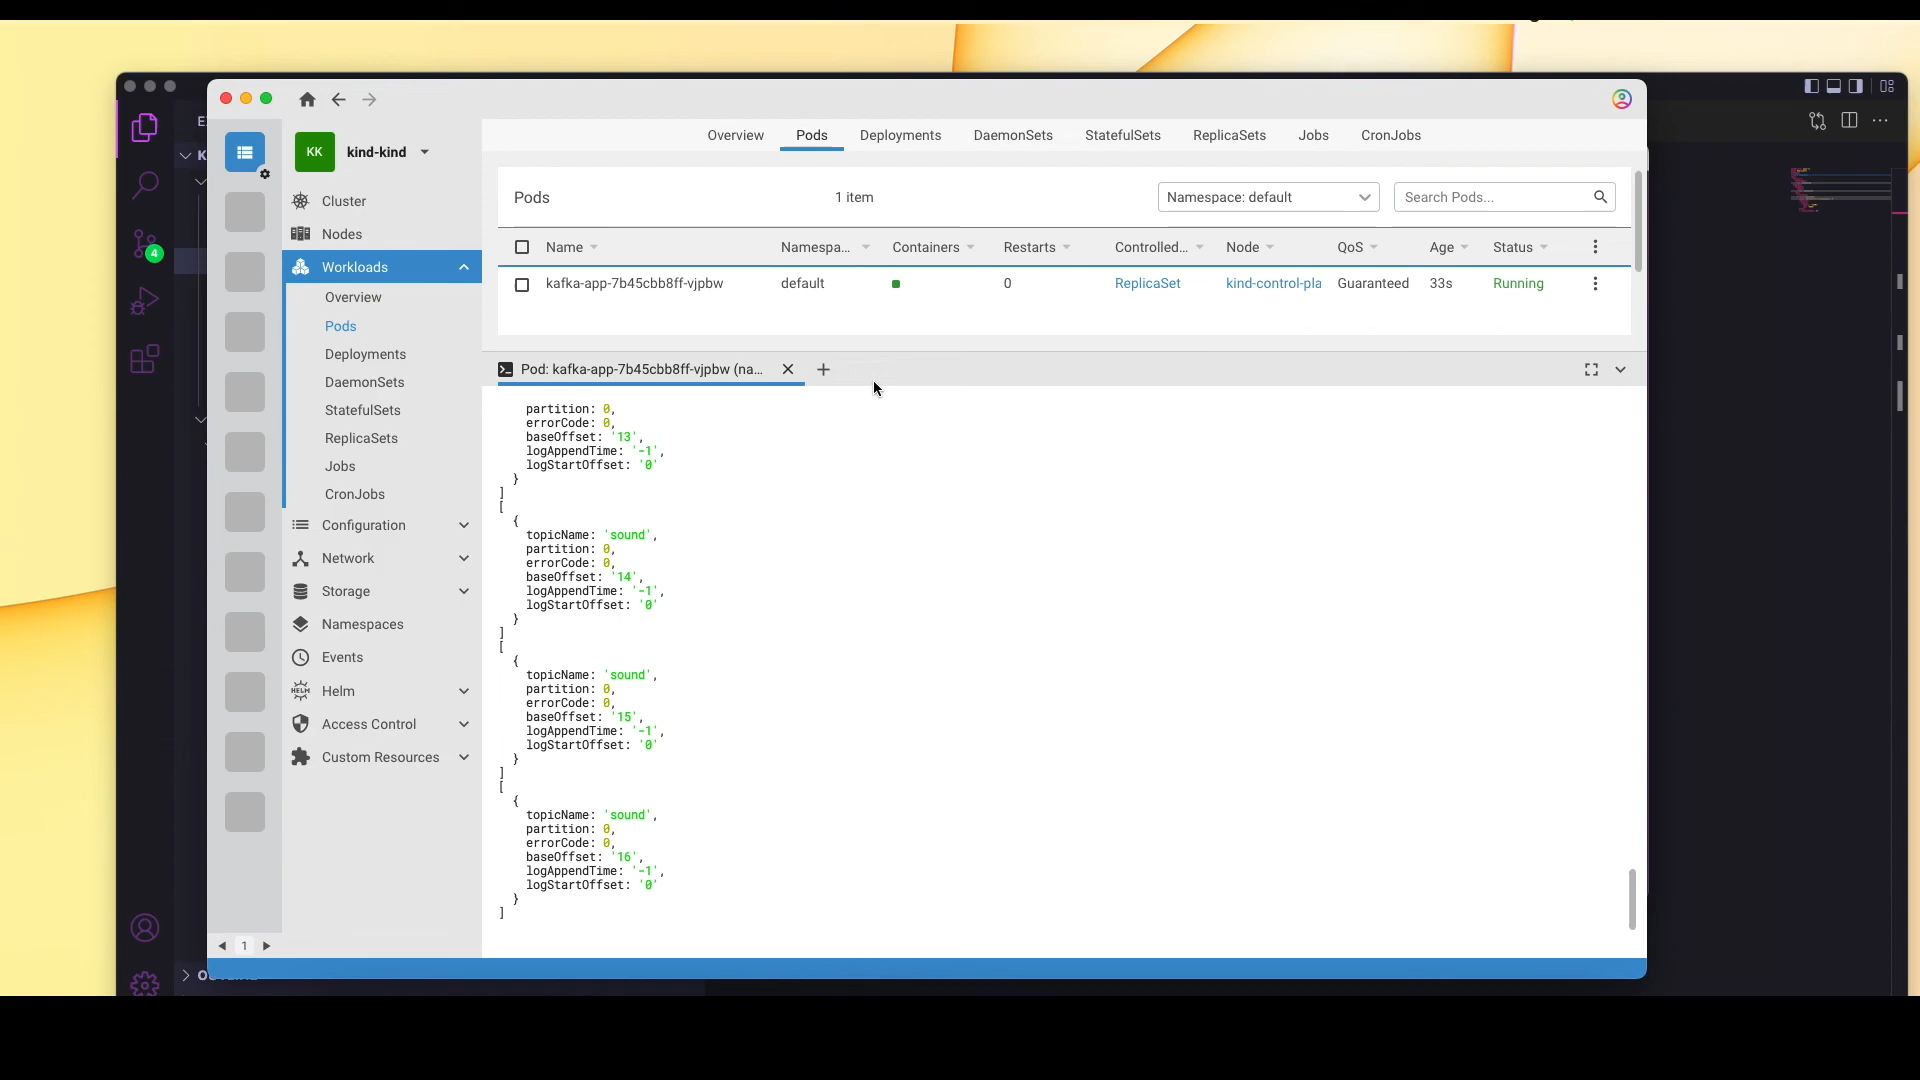 KK
kind-kind
Cluster
Nodes
Workloads
Overview
Pods
Deployments
DaemonSets
StatefulSets
ReplicaSets
Jobs
CronJobs
Configuration
Network
Storage
Namespaces
Events
HELM
Helm
Access Control
Custom Resources
1
4
Overview Pods Deployments DaemonSets StatefulSets ReplicaSets Jobs CronJobs
Pods 1 item Namespace: default Search Pods...
Name Namespa... Containers Restarts Controlled... Node QoS Age Status
kafka-app-7b45cbb8ff-vjpbw default 0 ReplicaSet kind-control-pla Guaranteed 33s Running
Pod: kafka-app-7b45cbb8ff-vjpbw (na...
partition: 0,
errorCode: 0,
baseOffset: '13',
logAppendTime: '-1',
logStartOffset: '0'
}
]
[
{
topicName: 'sound',
partition: 0,
errorCode: 0,
baseOffset: '14',
logAppendTime: '-1',
logStartOffset: '0'
}
]
[
{
topicName: 'sound',
partition: 0,
errorCode: 0,
baseOffset: '15',
logAppendTime: '-1',
logStartOffset: '0'
}
]
[
{
topicName: 'sound',
partition: 0,
errorCode: 0,
baseOffset: '16',
logAppendTime: '-1',
logStartOffset: '0'
}
]